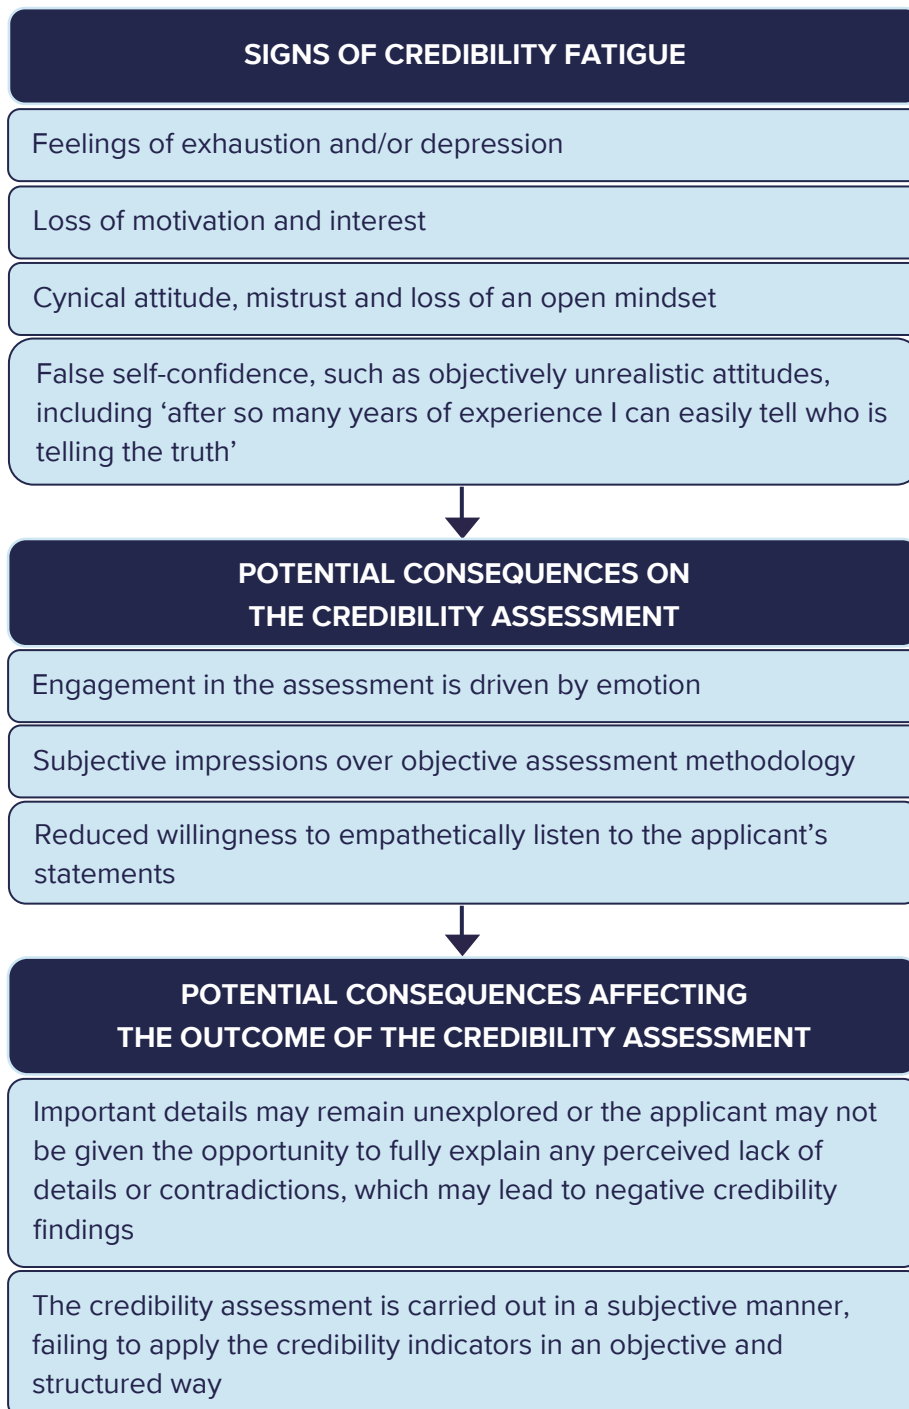 SIGNS OF CREDIBILITY FATIGUE
Feelings of exhaustion and/or depression
Loss of motivation and interest
Cynical attitude, mistrust and loss of an open mindset
False self-confidence, such as objectively unrealistic attitudes,
including ‘after so many years of experience I can easily tell who is
telling the truth’
POTENTIAL CONSEQUENCES ON
THE CREDIBILITY ASSESSMENT
Engagement in the assessment is driven by emotion
Subjective impressions over objective assessment methodology
Reduced willingness to empathetically listen to the applicant’s
statements
POTENTIAL CONSEQUENCES AFFECTING
THE OUTCOME OF THE CREDIBILITY ASSESSMENT
Important details may remain unexplored or the applicant may not
be given the opportunity to fully explain any perceived lack of
details or contradictions, which may lead to negative credibility
findings
The credibility assessment is carried out in a subjective manner,
failing to apply the credibility indicators in an objective and
structured way